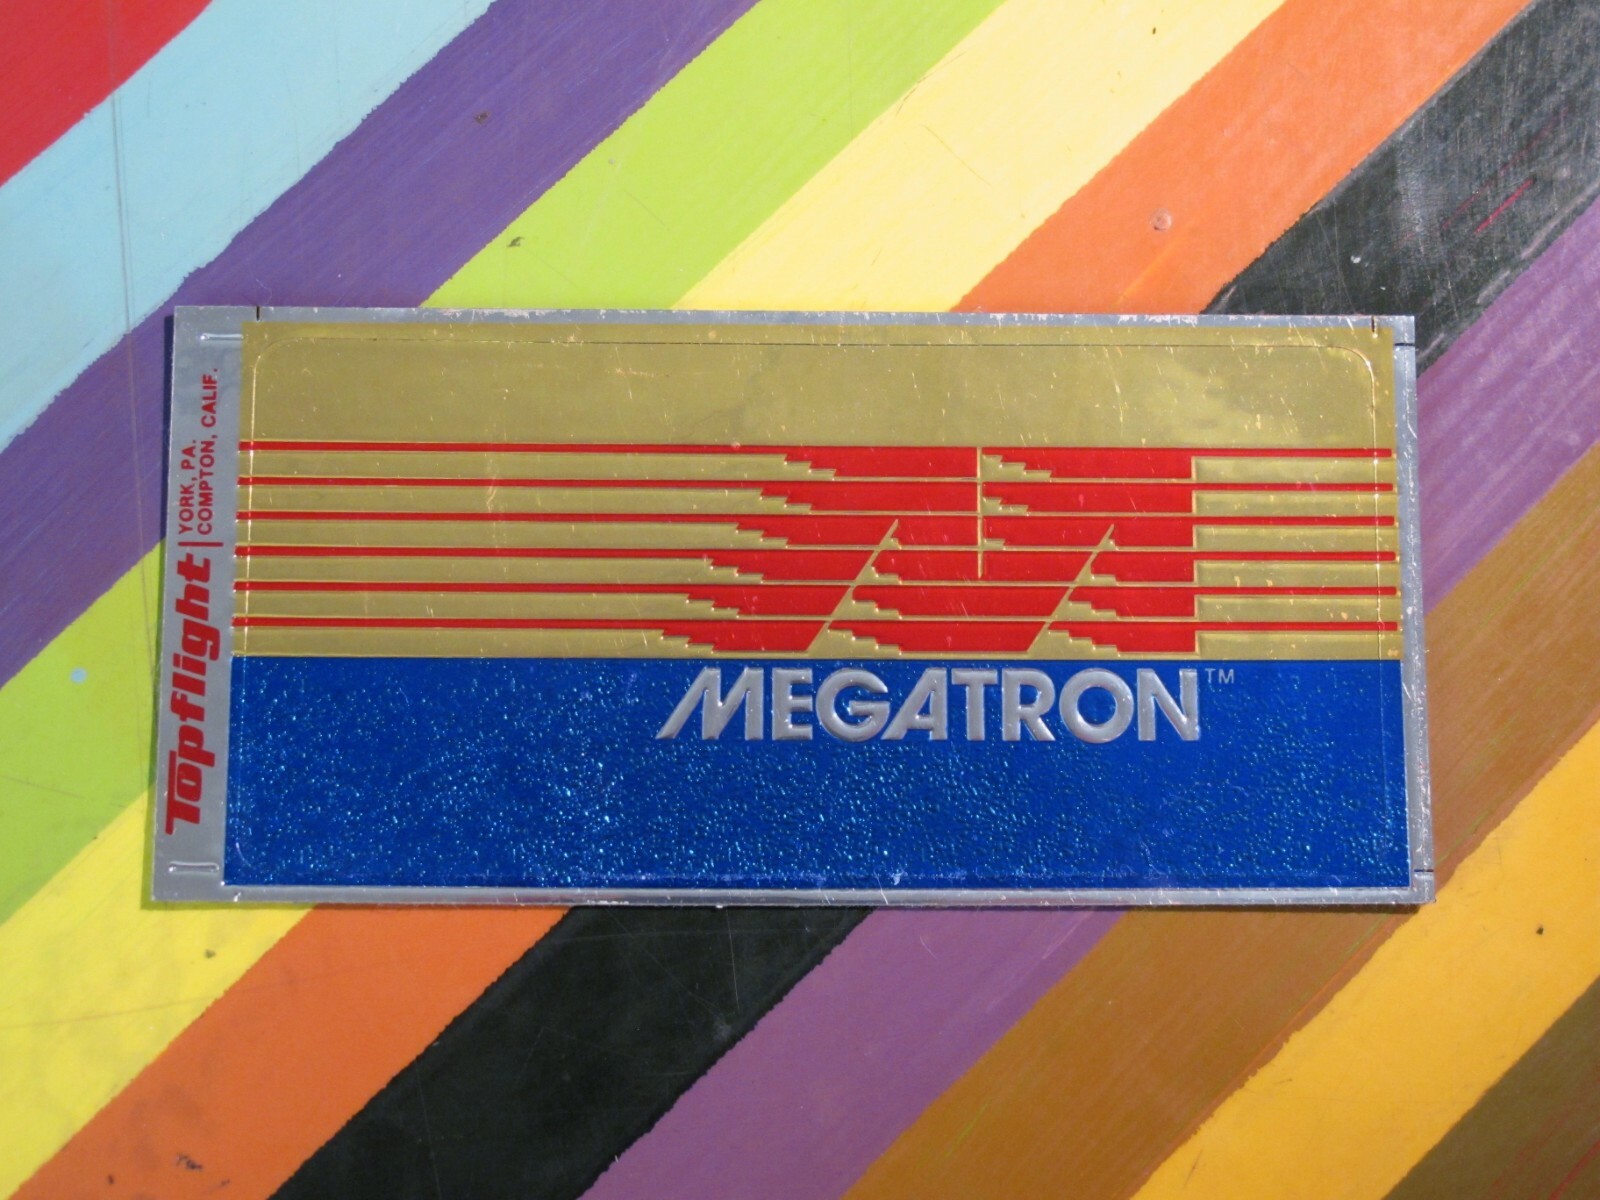 Topflight
YORK, PA.
COMPTON, CALIF.
MEGATRON™